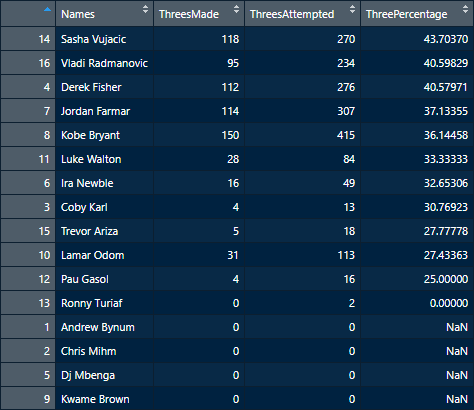 Names ThreesMade ThreesAttempted ThreePercentage
14 Sasha Vujacic 118 270 43.70370
16 Vladi Radmanovic 95 234 40.59829
4 Derek Fisher 112 276 40.57971
7 Jordan Farmar 114 307 37.13355
8 Kobe Bryant 150 415 36.14458
11 Luke Walton 28 84 33.33333
6 Ira Newble 16 49 32.65306
3 Coby Karl 4 13 30.76923
15 Trevor Ariza 5 18 27.77778
10 Lamar Odom 31 113 27.43363
12 Pau Gasol 4 16 25.00000
13 Ronny Turiaf 0 2 0.00000
1 Andrew Bynum 0 0 NaN
2 Chris Mihm 0 0 NaN
5 Dj Mbenga 0 0 NaN
9 Kwame Brown 0 0 NaN